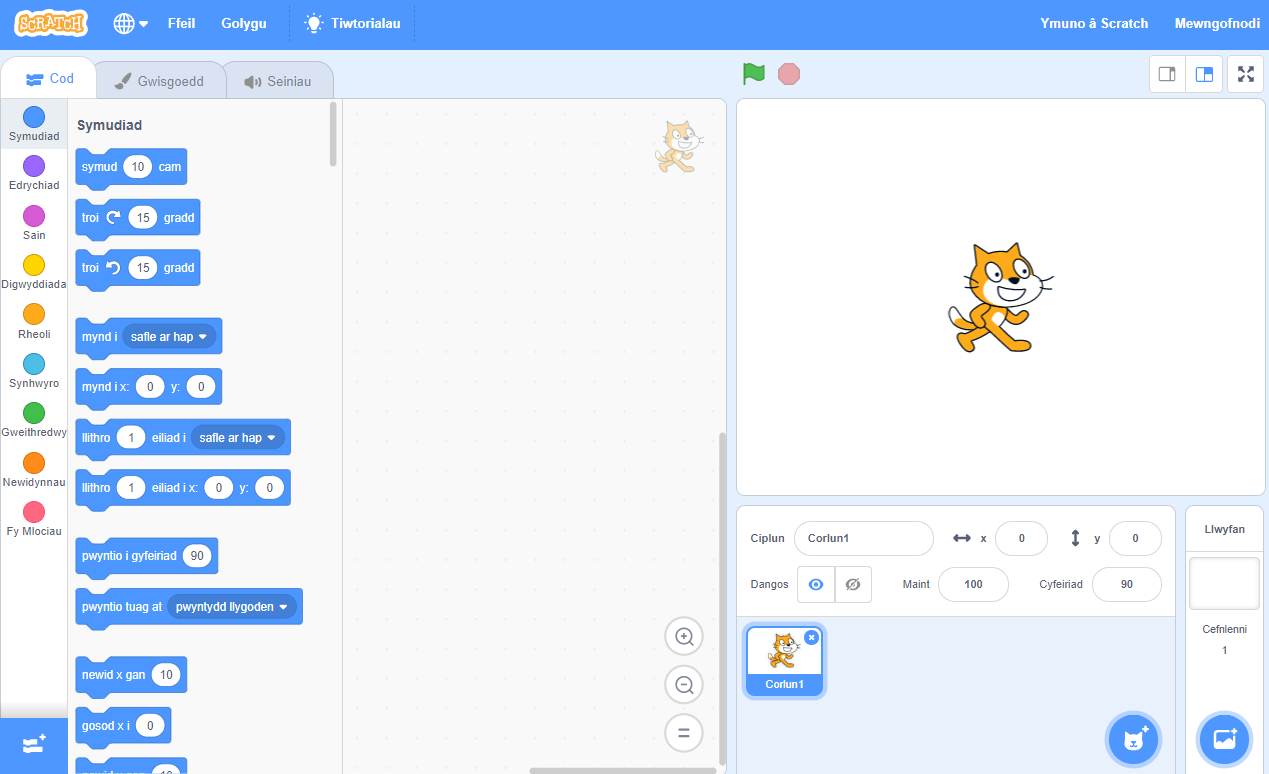 SCRATCH Ffeil Golygu Tiwtorialau Ymuno â Scratch Mewngofnodi
Cod Gwisgoedd Seiniau
Symudiad
Edrychiad
Sain
Digwyddiada
Rheoli
Synhwyro
Gweithredwy
Newidynnau
Fy Mlociau
Symudiad
symud 10 cam
troi 15 gradd
troi 15 gradd
mynd i safle ar hap
mynd i x: 0 y: 0
llithro 1 eiliad i safle ar hap
llithro 1 eiliad i x: 0 y: 0
pwyntio i gyfeiriad 90
pwyntio tuag at pwyntydd llygoden
newid x gan 10
gosod x i 0
Ciplun Corlun1 x 0 y 0
Dangos Maint 100 Cyfeiriad 90
Corlun1
Llwyfan
Cefnlenni
1